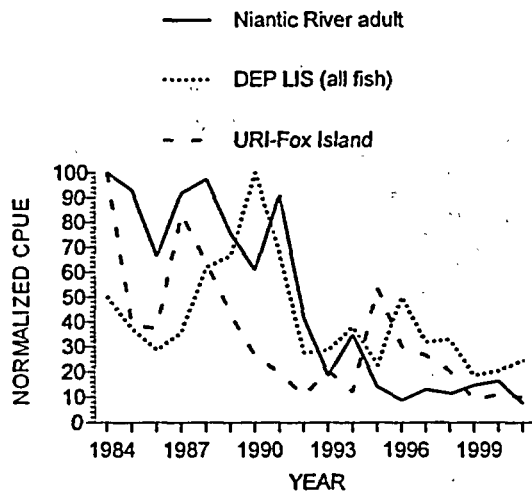 Niantic River adult
DEP LIS (all fish)
URI-Fox Island
NORMALIZED CPUE
100
90
80
70
60
50
40
30
20
10
0
1984 1987 1990 1993 1996 1999
YEAR